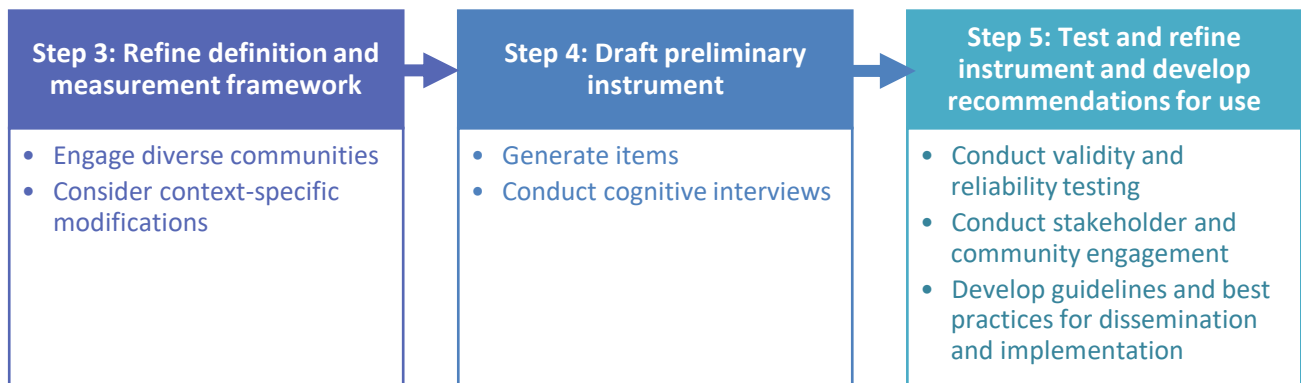 Step 3: Refine definition and
measurement framework
• Engage diverse communities
• Consider context-specific
modifications
Step 4: Draft preliminary
instrument
• Generate items
• Conduct cognitive interviews
Step 5: Test and refine
instrument and develop
recommendations for use
• Conduct validity and
reliability testing
• Conduct stakeholder and
community engagement
• Develop guidelines and best
practices for dissemination
and implementation